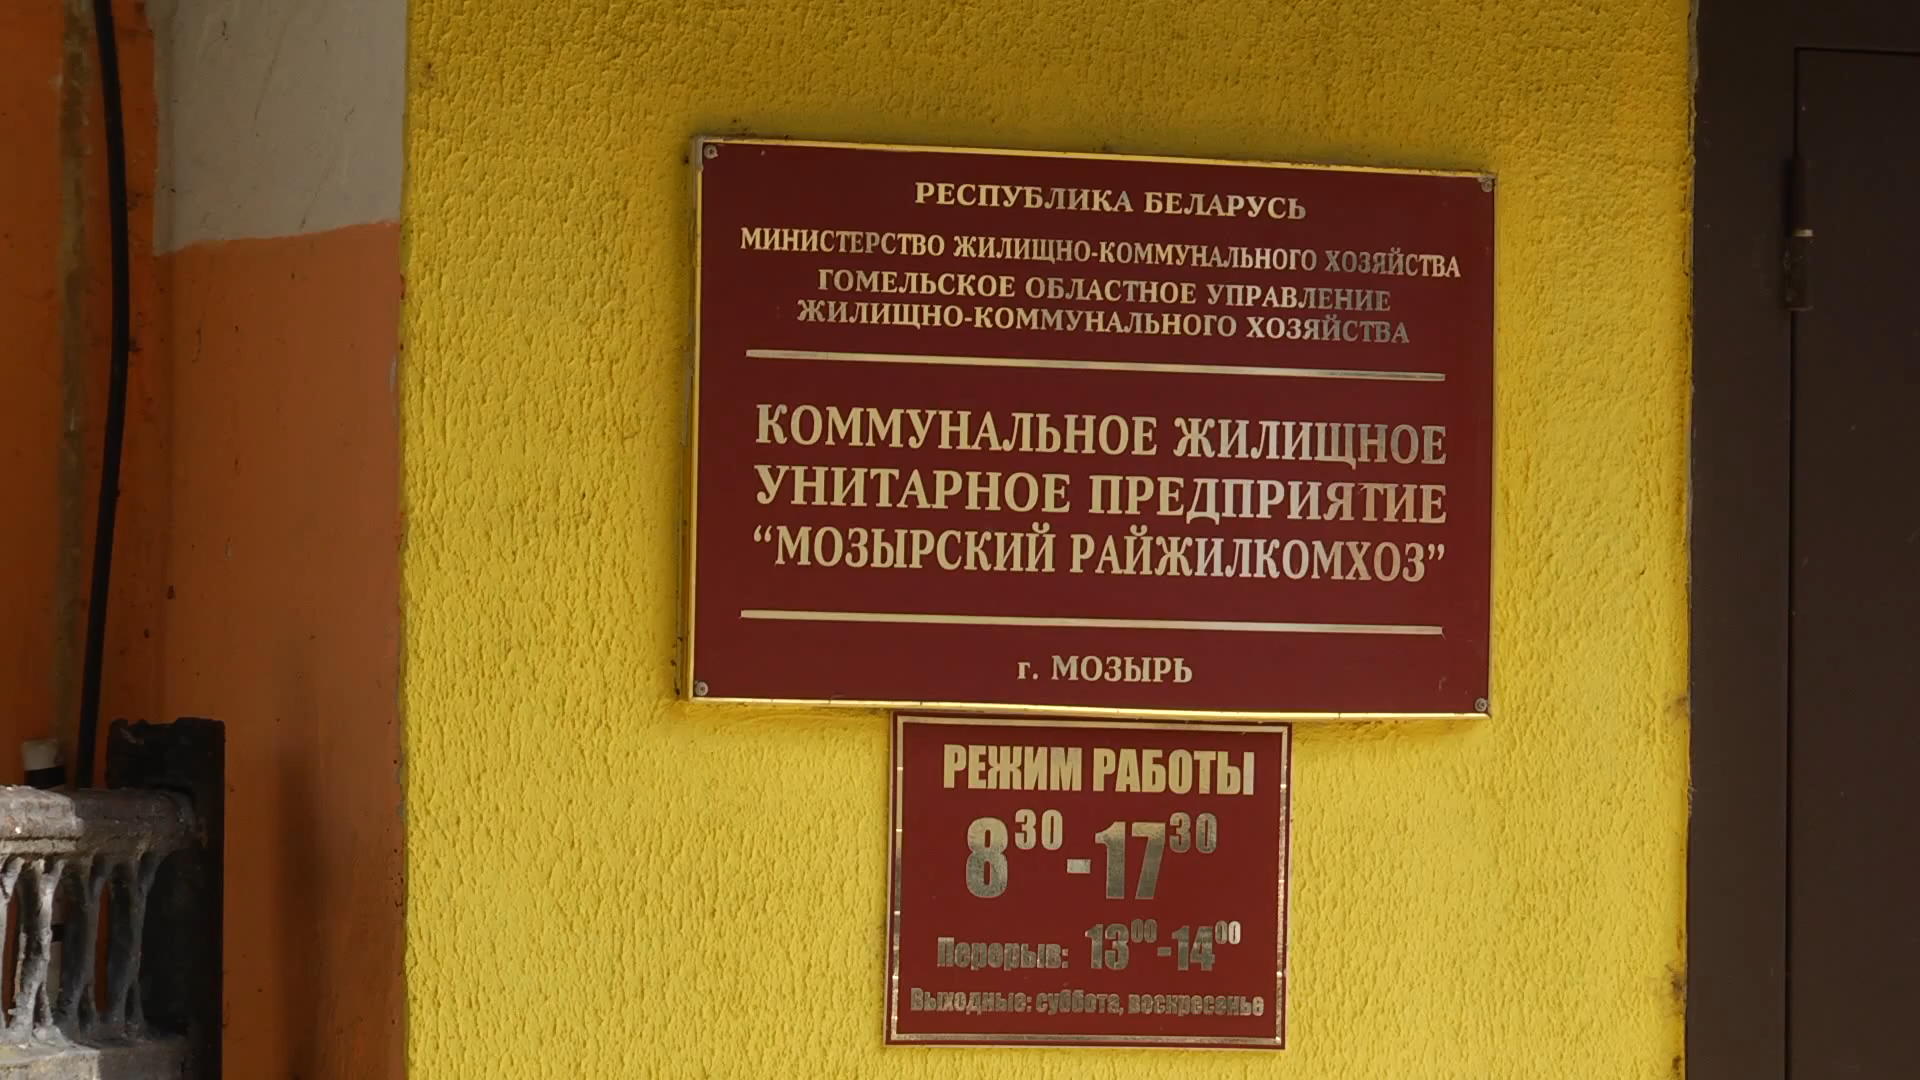 РЕСПУБЛИКА БЕЛАРУСЬ
МИНИСТЕРСТВО ЖИЛИЩНО-КОММУНАЛЬНОГО ХОЗЯЙСТВА
ГОМЕЛЬСКОЕ ОБЛАСТНОЕ УПРАВЛЕНИЕ
ЖИЛИЩНО-КОММУНАЛЬНОГО ХОЗЯЙСТВА
КОММУНАЛЬНОЕ ЖИЛИЩНОЕ
УНИТАРНОЕ ПРЕДПРИЯТИЕ
“МОЗЫРСКИЙ РАЙЖИЛКОМХОЗ”
г. МОЗЫРЬ
РЕЖИМ РАБОТЫ
8³⁰-17³⁰
Перерыв: 13⁰⁰-14⁰⁰
Выходные: суббота, воскресенье